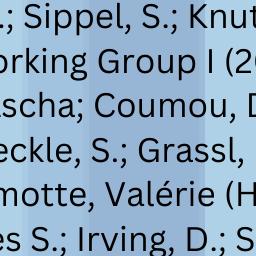 .; Sippel, S.; Knut
orking Group I (20
scha; Coumou, D
eckle, S.; Grassl,
motte, Valérie (H
es S.; Irving, D.; S